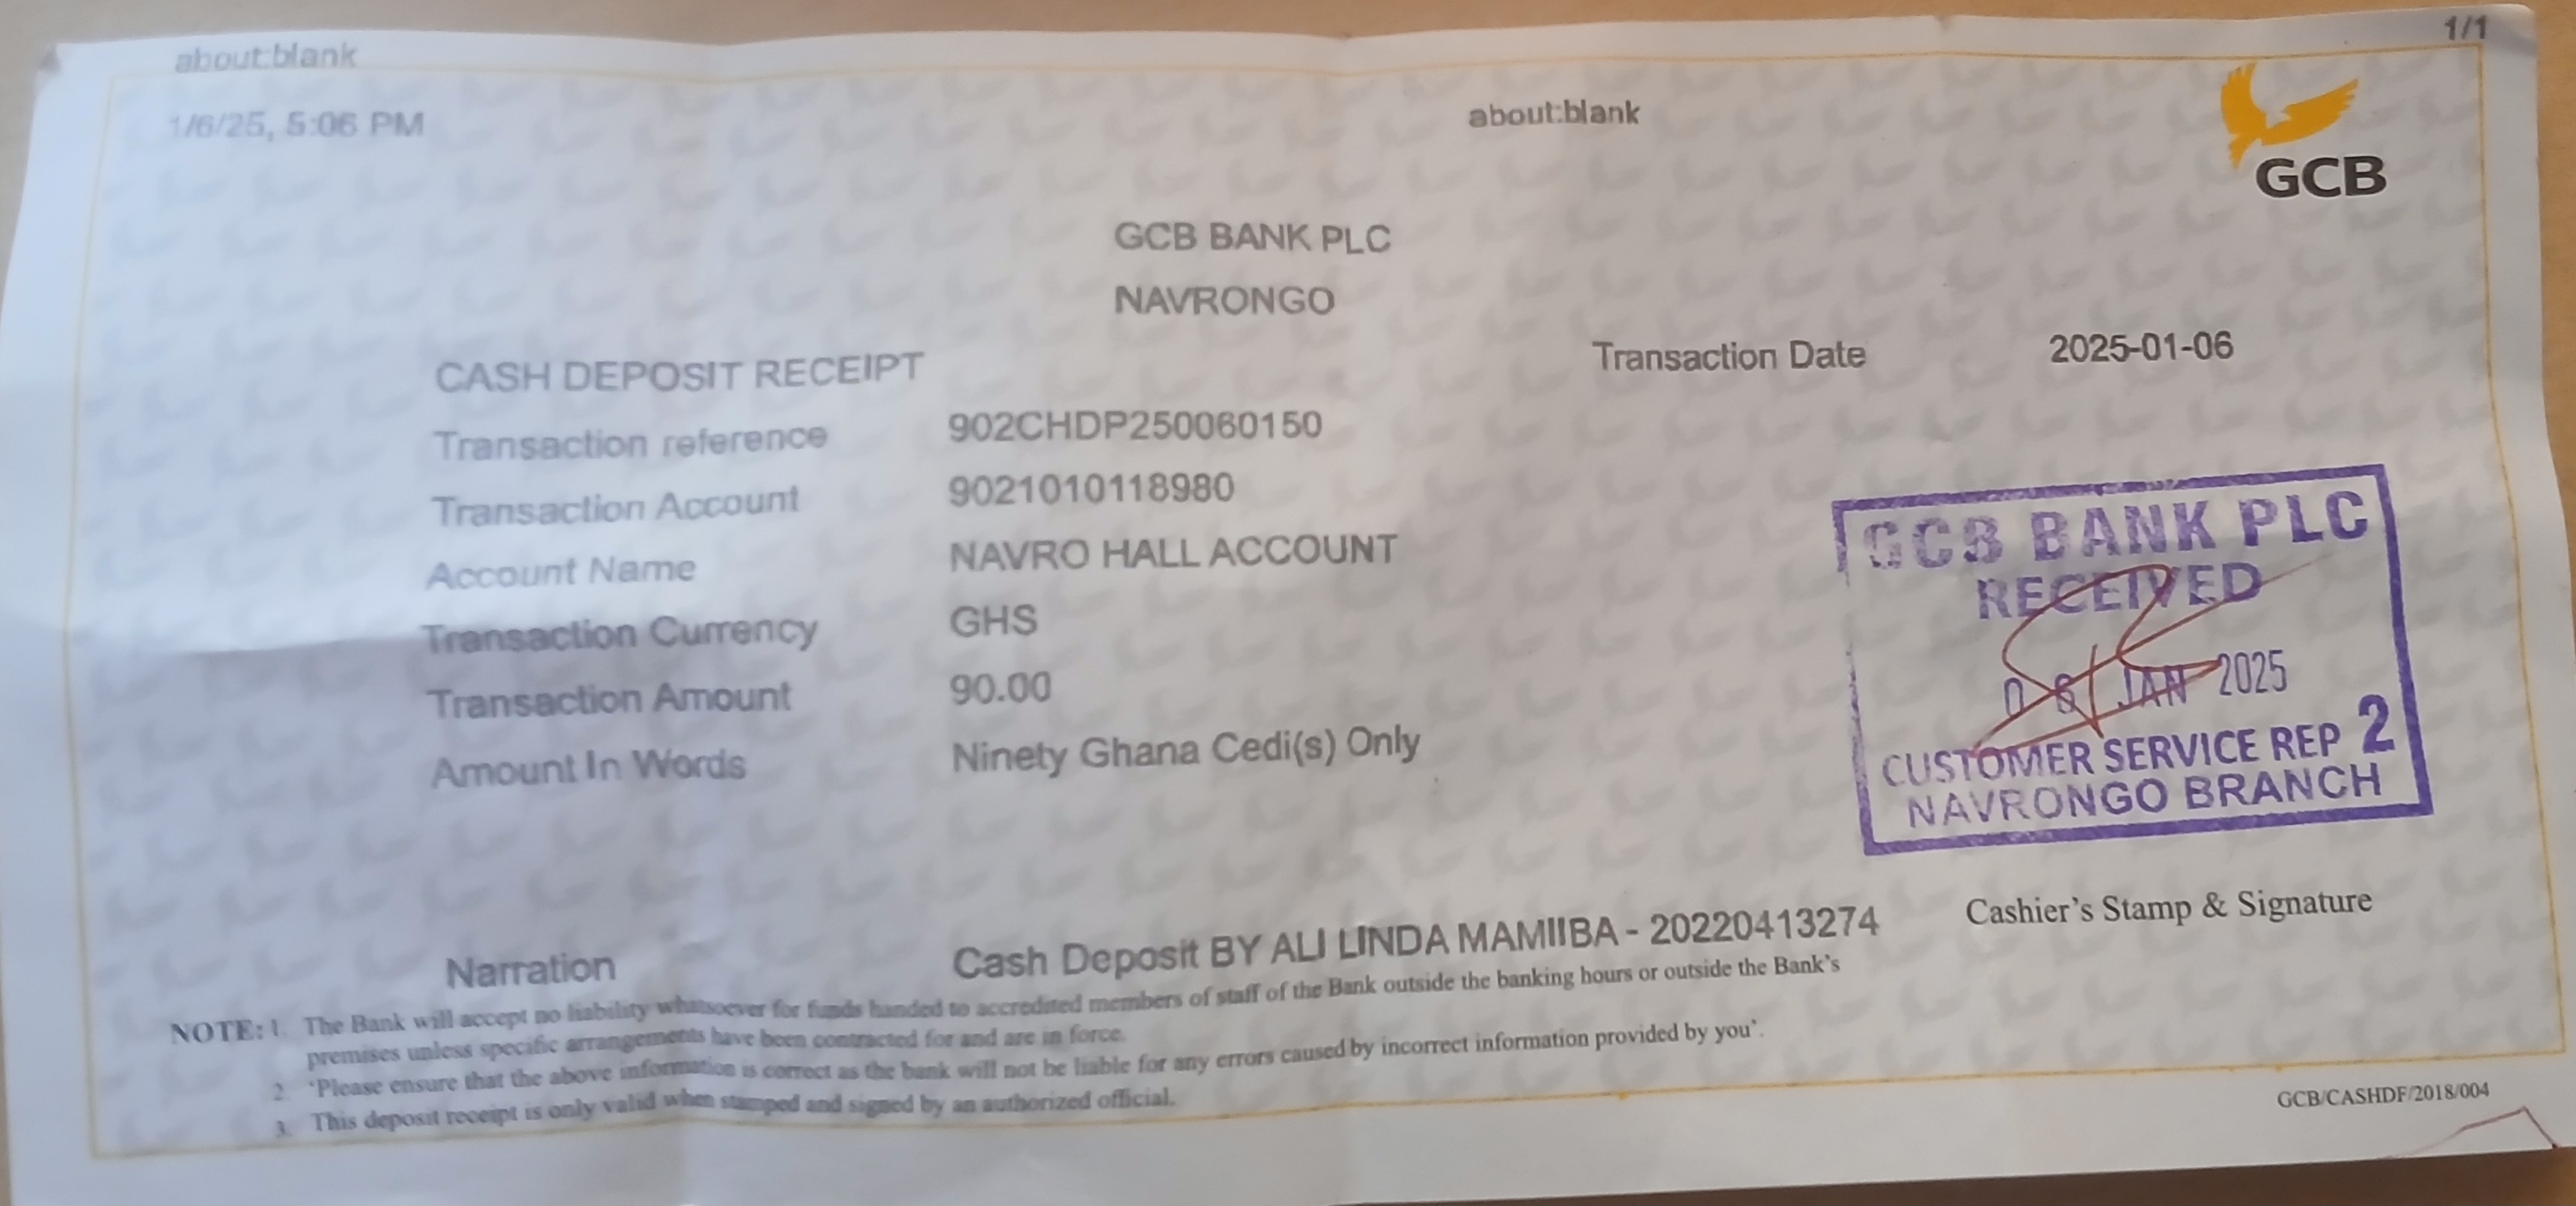 about:blank
1/1
1/6/25, 5:06 PM
about:blank
GCB
GCB BANK PLC
NAVRONGO
CASH DEPOSIT RECEIPT
Transaction Date 2025-01-06
Transaction reference 902CHDP250060150
Transaction Account 9021010118980
Account Name NAVRO HALL ACCOUNT
Transaction Currency GHS
Transaction Amount 90.00
Amount In Words Ninety Ghana Cedi(s) Only
GCB BANK PLC
RECEIVED
06 JAN 2025
CUSTOMER SERVICE REP 2
NAVRONGO BRANCH
Cashier's Stamp & Signature
Narration Cash Deposit BY ALI LINDA MAMIIBA - 20220413274
NOTE: 1. The Bank will accept no liability whatsoever for funds handed to accredited members of staff of the Bank outside the banking hours or outside the Bank's
premises unless specific arrangements have been contracted for and are in force.
2. 'Please ensure that the above information is correct as the bank will not be liable for any errors caused by incorrect information provided by you'.
3. This deposit receipt is only valid when stamped and signed by an authorized official.
GCB/CASHDF/2018/004